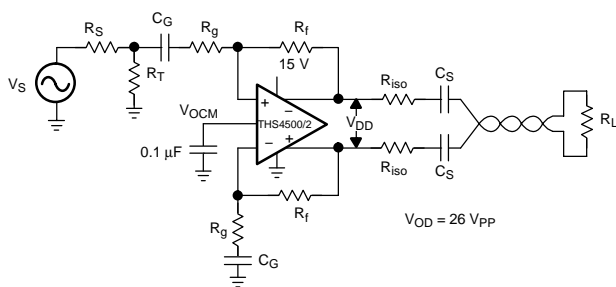 C_G
R_S
R_g
R_f
V_S
R_T
15 V
V_OCM
THS4500/2
V_DD
0.1 µF
R_iso
C_S
R_iso
C_S
R_L
R_f
R_g
C_G
V_OD = 26 V_PP
+
−
−
+